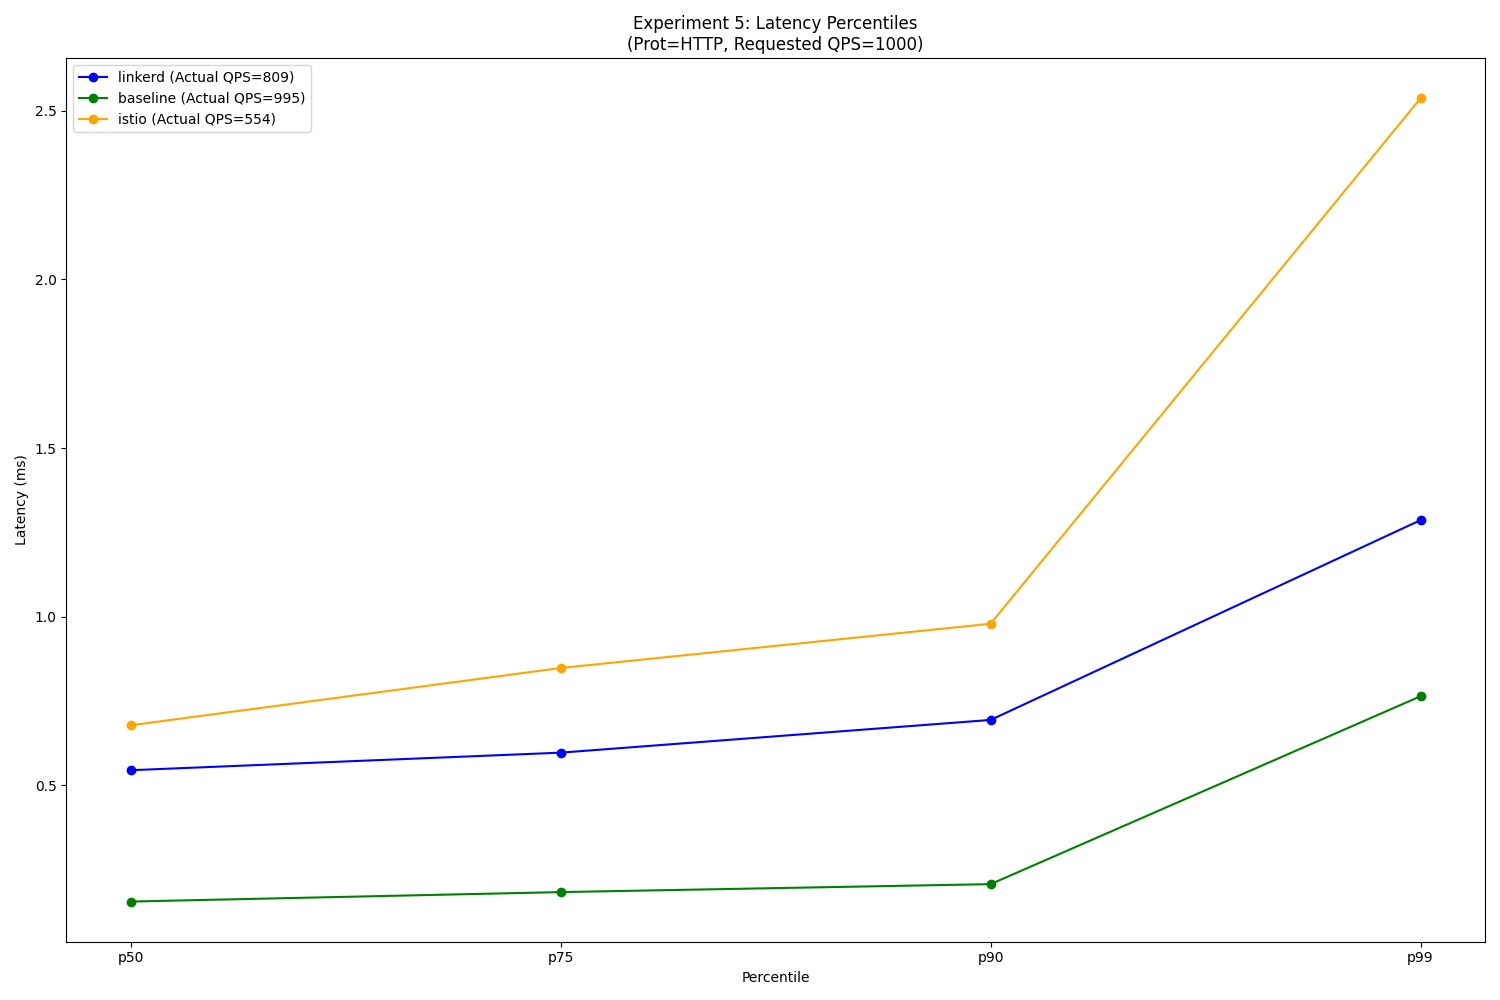 Experiment 5: Latency Percentiles
(Prot=HTTP, Requested QPS=1000)
linkerd (Actual QPS=809)
baseline (Actual QPS=995)
istio (Actual QPS=554)
2.5
2.0
1.5
1.0
0.5
Latency (ms)
p50
p75
p90
p99
Percentile